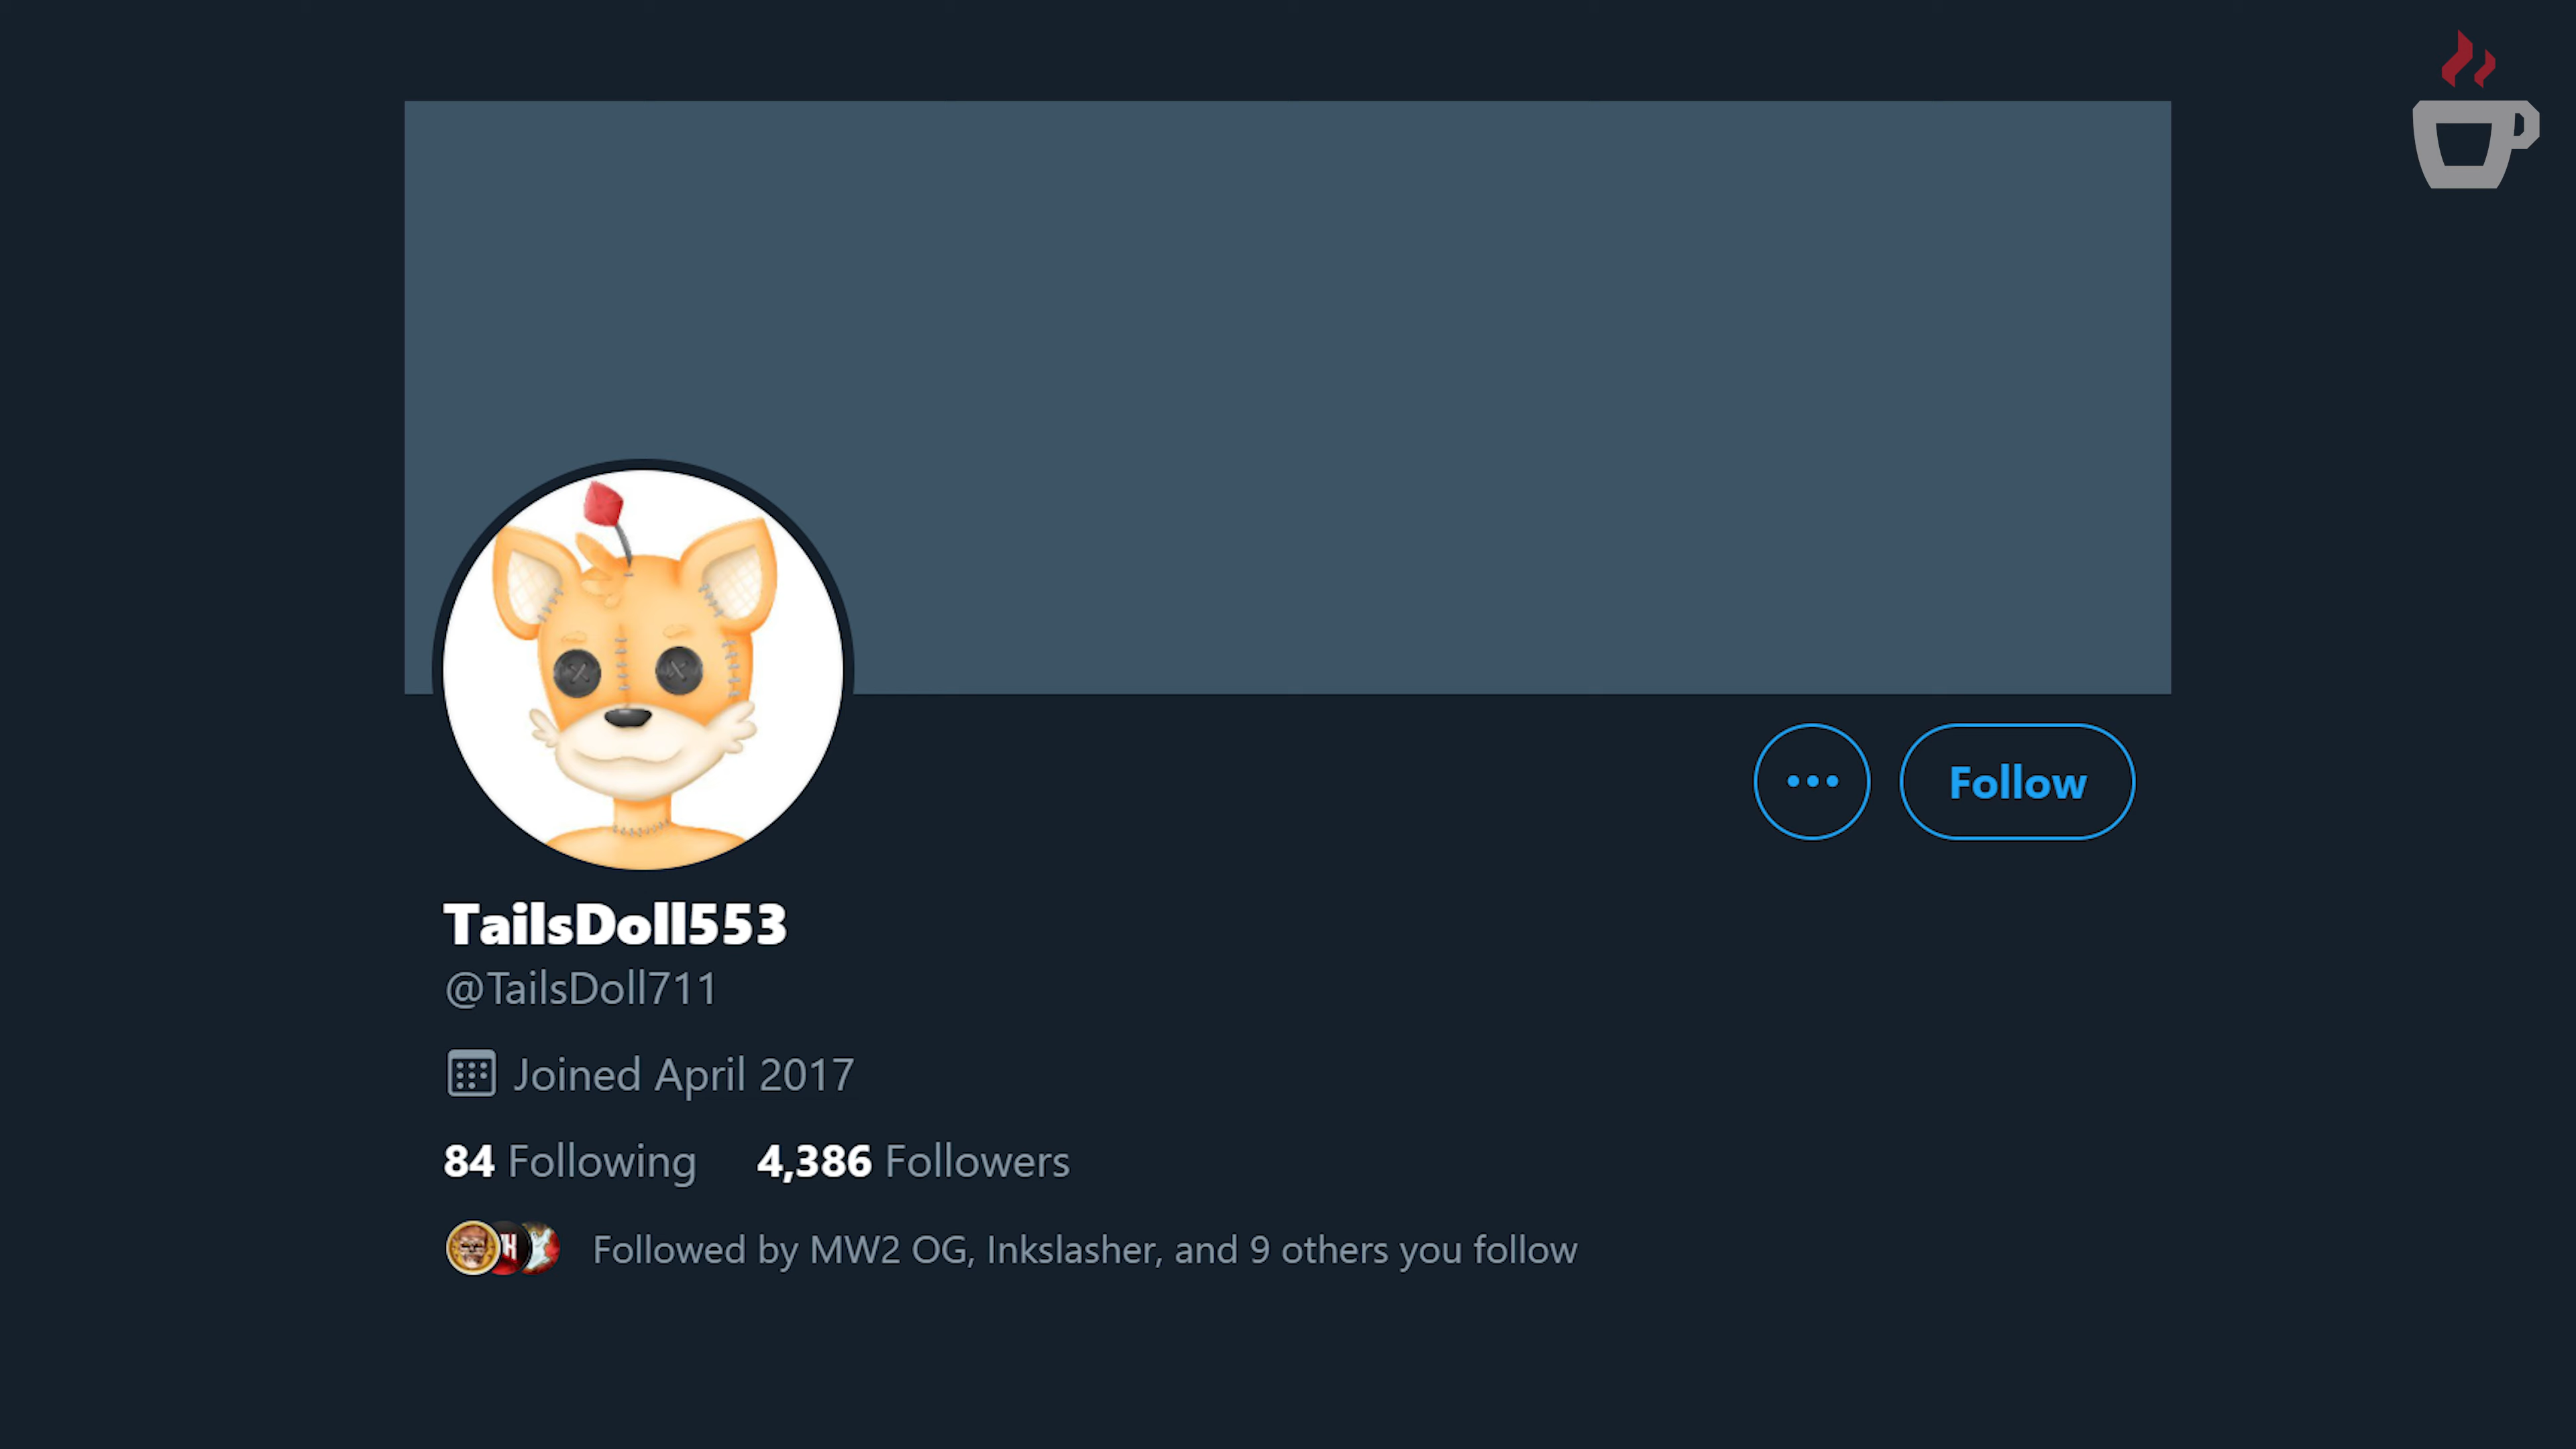 Follow
TailsDoll553
@TailsDoll711
Joined April 2017
84 Following 4,386 Followers
Followed by MW2 OG, Inkslasher, and 9 others you follow